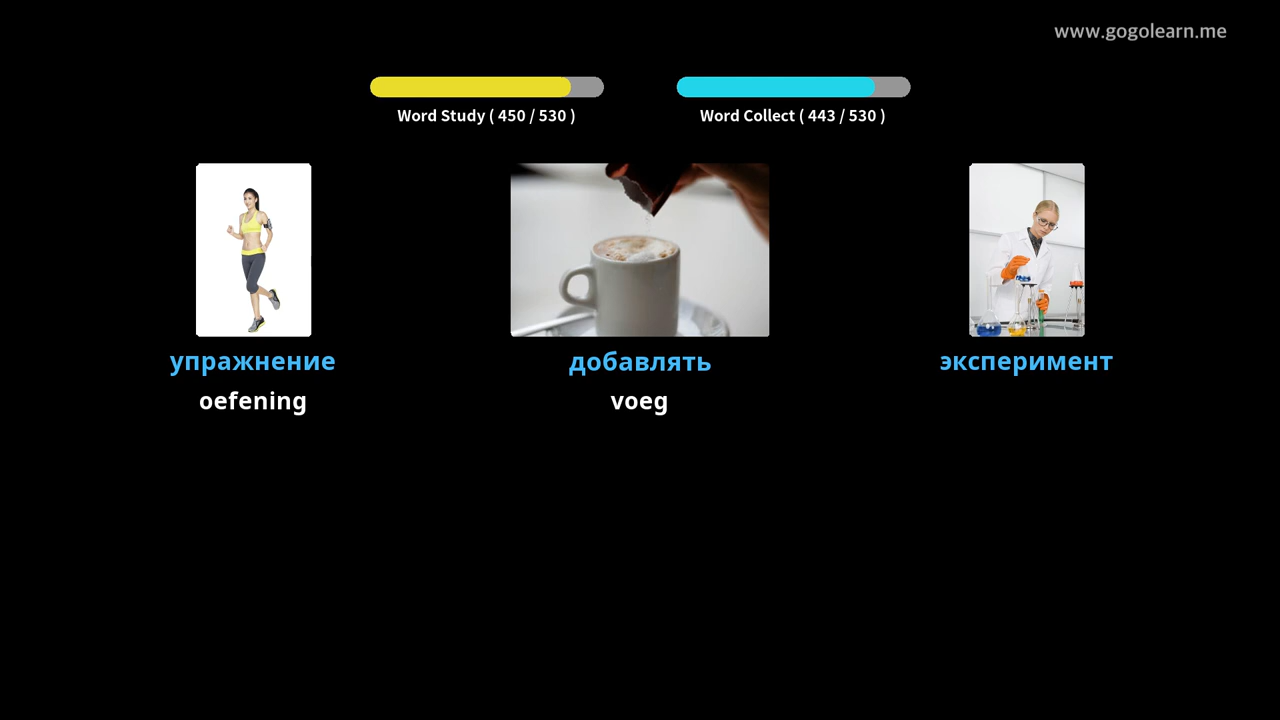 www.gogolearn.me
Word Study ( 450 / 530 )
Word Collect ( 443 / 530 )
упражнение
добавлять
эксперимент
oefening
voeg